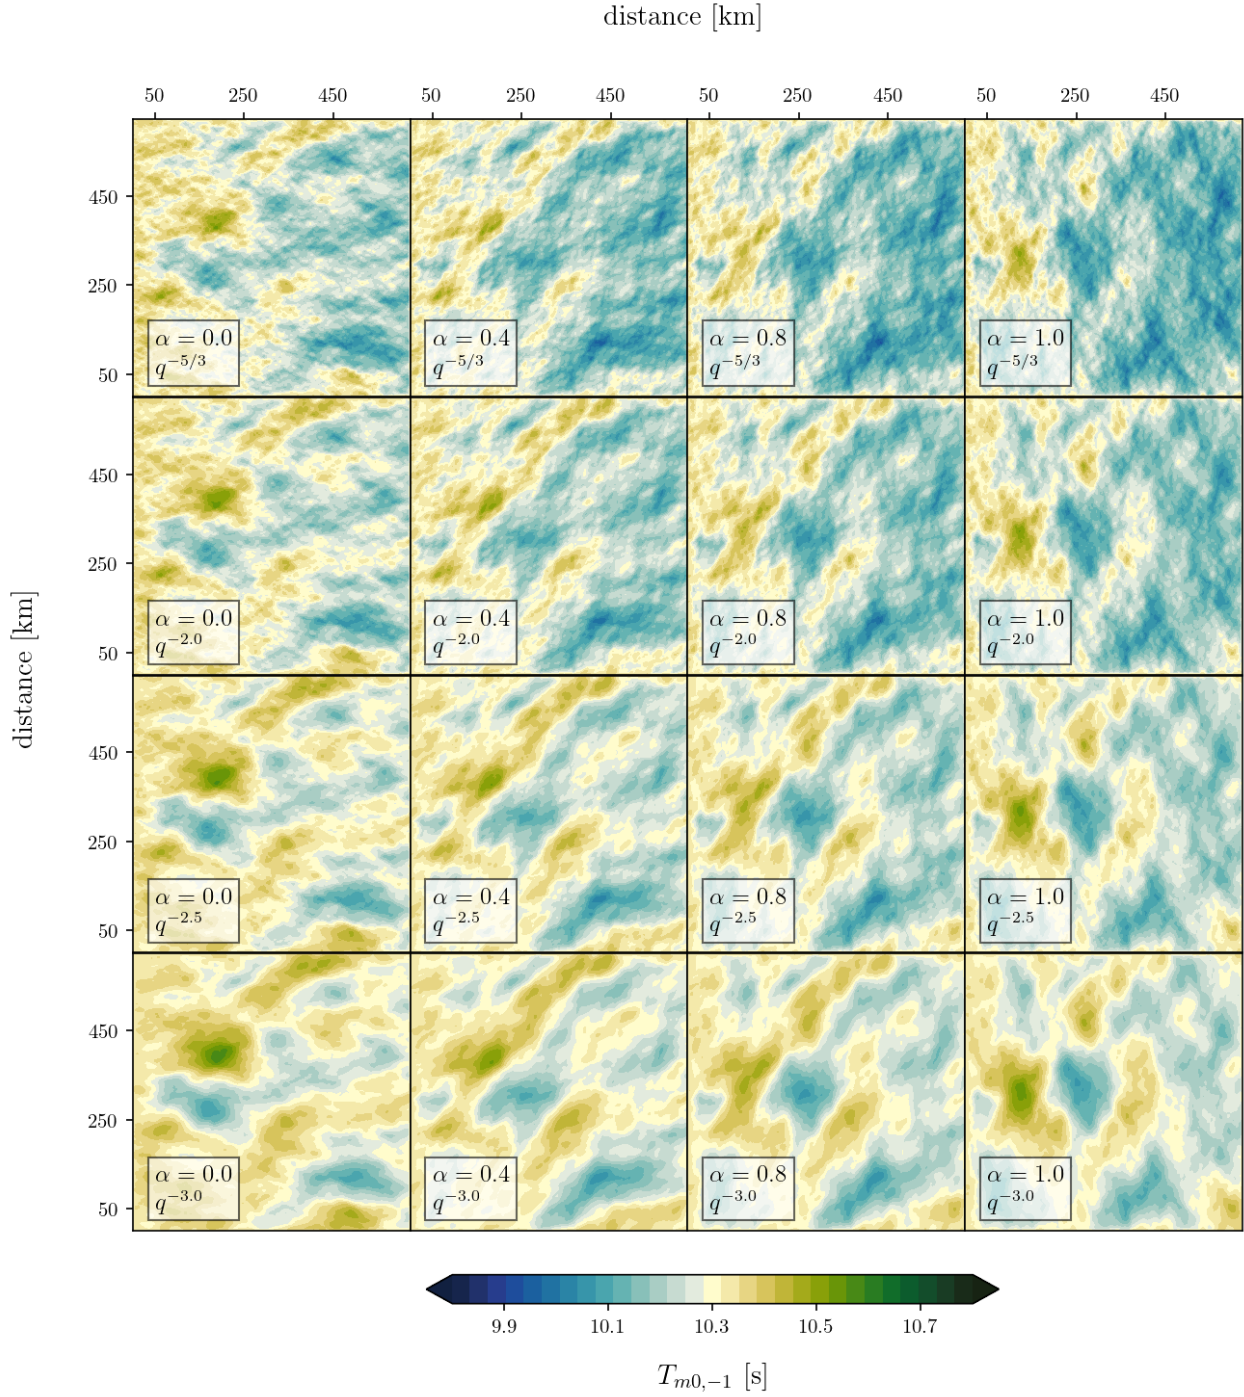 distance [km]
50 250 450 50 250 450 50 250 450 50 250 450
450
250
50
α = 0.0
q^{-5/3}
α = 0.4
q^{-5/3}
α = 0.8
q^{-5/3}
α = 1.0
q^{-5/3}
450
250
50
α = 0.0
q^{-2.0}
α = 0.4
q^{-2.0}
α = 0.8
q^{-2.0}
α = 1.0
q^{-2.0}
distance [km]
450
250
50
α = 0.0
q^{-2.5}
α = 0.4
q^{-2.5}
α = 0.8
q^{-2.5}
α = 1.0
q^{-2.5}
450
250
50
α = 0.0
q^{-3.0}
α = 0.4
q^{-3.0}
α = 0.8
q^{-3.0}
α = 1.0
q^{-3.0}
9.9 10.1 10.3 10.5 10.7
T_{m0,-1} [s]